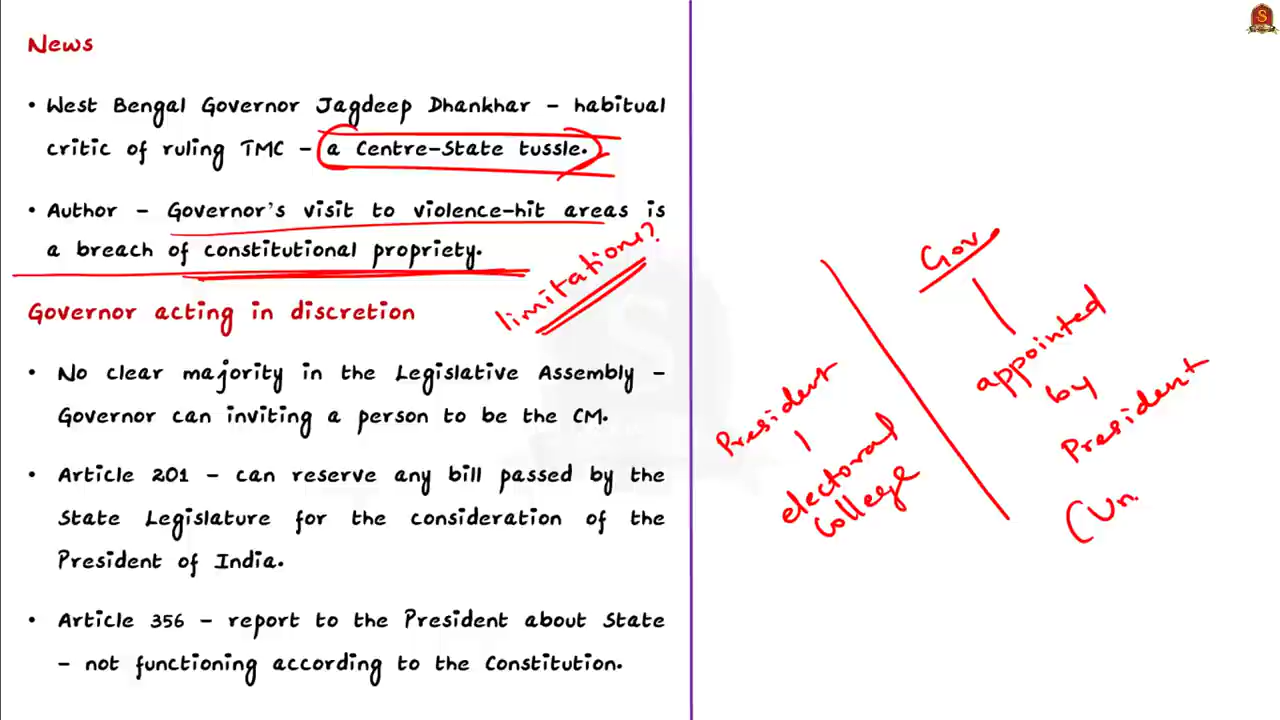 News
• West Bengal Governor Jagdeep Dhankhar – habitual
critic of ruling TMC – a Centre-State tussle.
• Author – Governor's visit to violence-hit areas is
a breach of constitutional propriety.
limitations?
Governor acting in discretion
• No clear majority in the Legislative Assembly –
Governor can inviting a person to be the CM.
• Article 201 – can reserve any bill passed by the
State Legislature for the consideration of the
President of India.
• Article 356 – report to the President about State
– not functioning according to the Constitution.
President
electoral
College
Gov
appointed
by
President
(Un